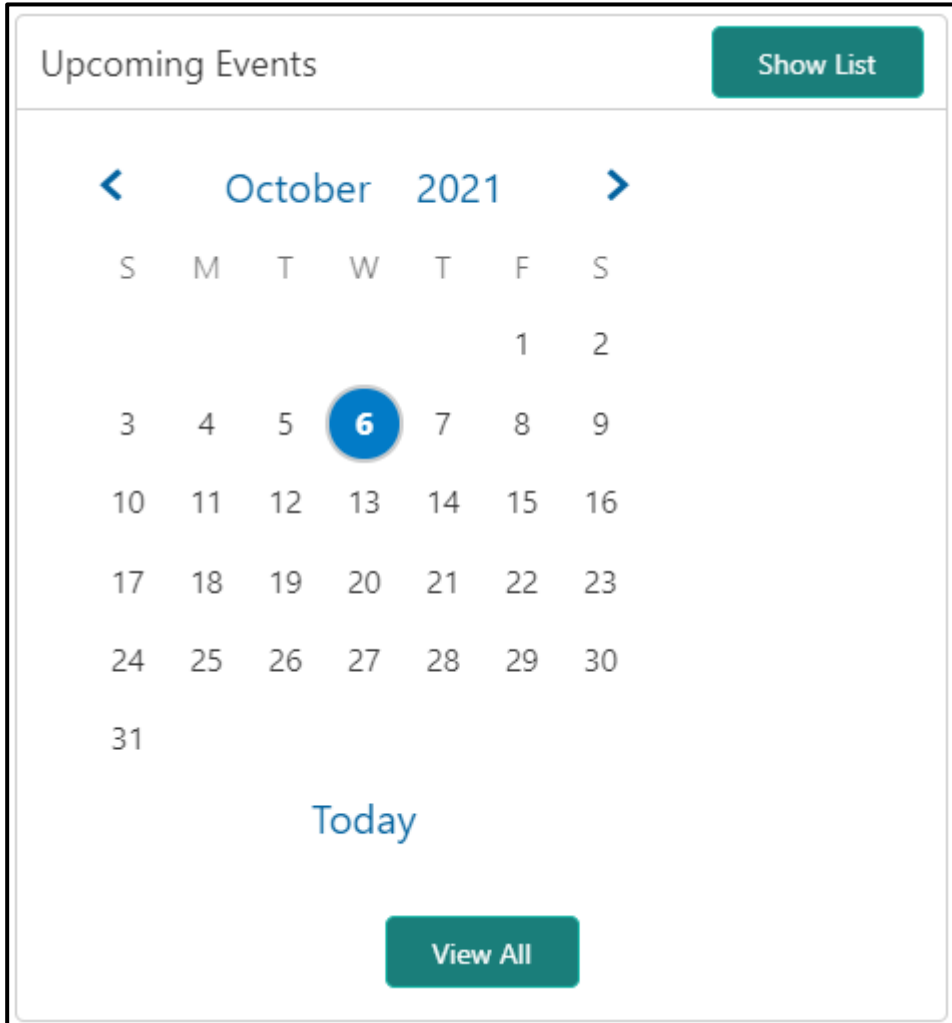 Upcoming Events Show List
October 2021
S M T W T F S
1 2
3 4 5 6 7 8 9
10 11 12 13 14 15 16
17 18 19 20 21 22 23
24 25 26 27 28 29 30
31
Today
View All